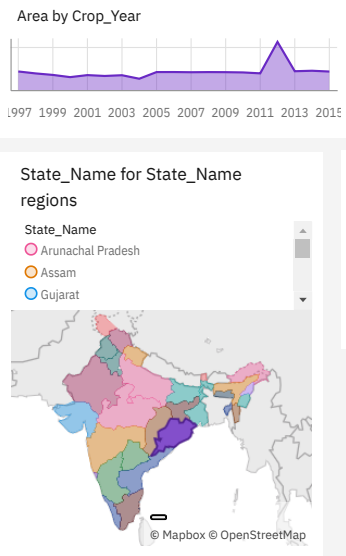 Area by Crop_Year
1997 1999 2001 2003 2005 2007 2009 2011 2013 2015
State_Name for State_Name
regions
State_Name
Arunachal Pradesh
Assam
Gujarat
© Mapbox © OpenStreetMap